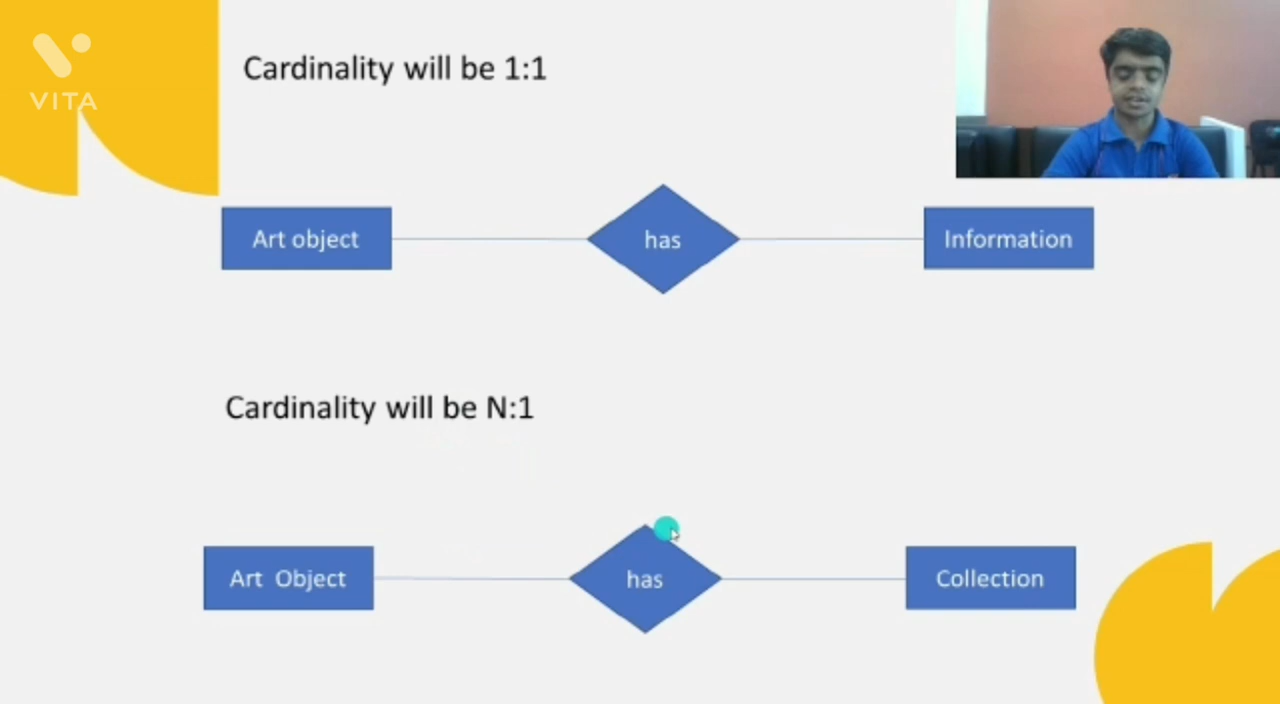 VITA
Cardinality will be 1:1
Art object
has
Information
Cardinality will be N:1
Art Object
has
Collection